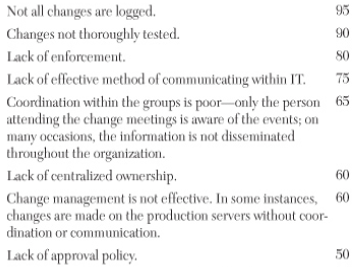 Not all changes are logged. 95
Changes not thoroughly tested. 90
Lack of enforcement. 80
Lack of effective method of communicating within IT. 75
Coordination within the groups is poor—only the person 65
attending the change meetings is aware of the events; on
many occasions, the information is not disseminated
throughout the organization.
Lack of centralized ownership. 60
Change management is not effective. In some instances, 60
changes are made on the production servers without coor-
dination or communication.
Lack of approval policy. 50